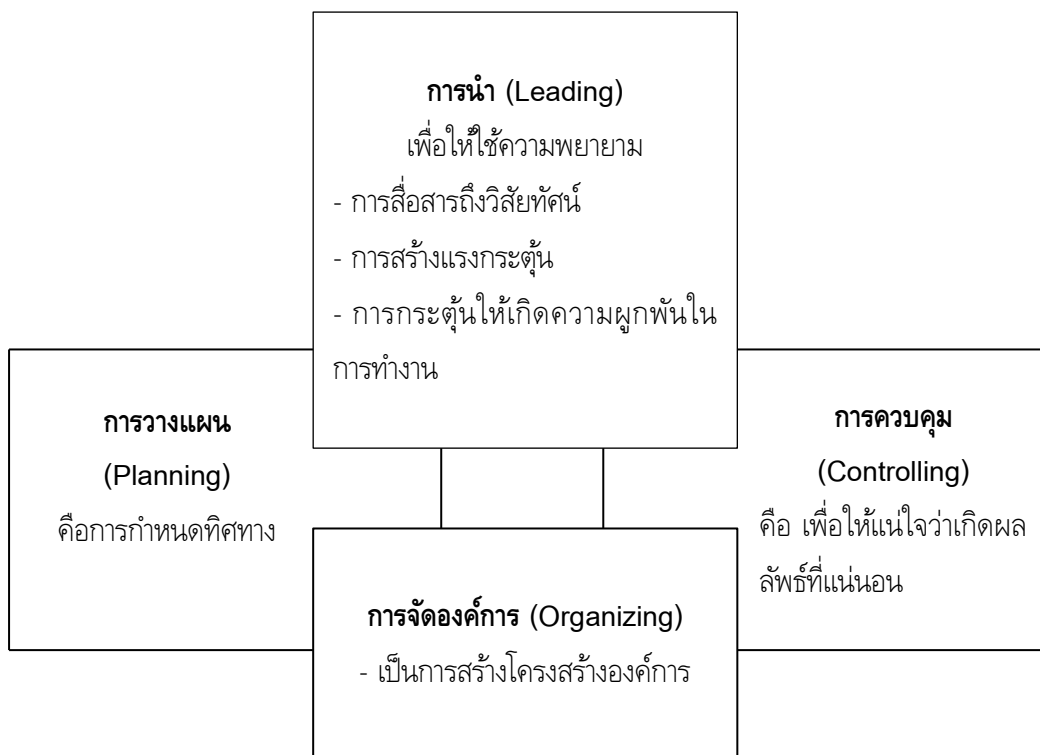 การนำ (Leading)
เพื่อให้ใช้ความพยายาม
- การสื่อสารถึงวิสัยทัศน์
- การสร้างแรงกระตุ้น
- การกระตุ้นให้เกิดความผูกพันใน
การทำงาน
การวางแผน
(Planning)
คือการกำหนดทิศทาง
การควบคุม
(Controlling)
คือ เพื่อให้แน่ใจว่าเกิดผล
ลัพธ์ที่แน่นอน
การจัดองค์การ (Organizing)
- เป็นการสร้างโครงสร้างองค์การ